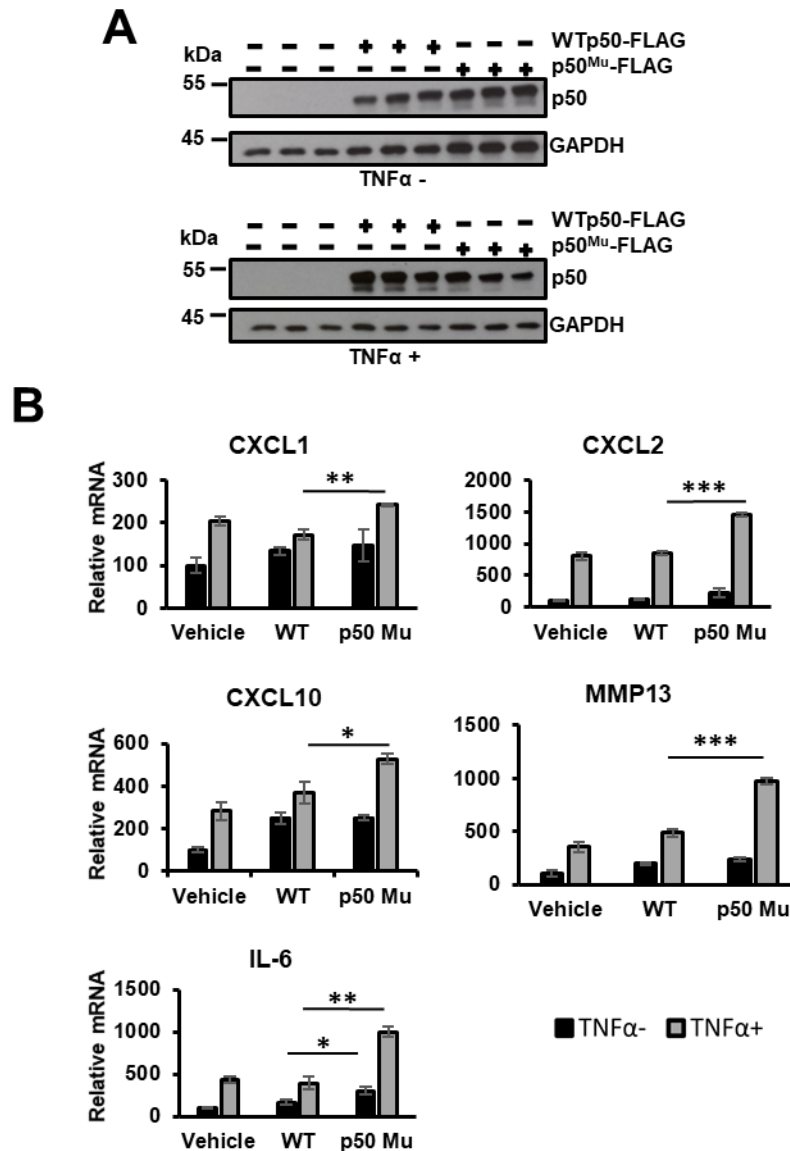 A
− − − + + + − − − WTp50-FLAG
kDa − − − − − − + + + p50Mu-FLAG
55 p50
45 GAPDH
TNFα -
− − − + + + − − − WTp50-FLAG
kDa − − − − − − + + + p50Mu-FLAG
55 p50
45 GAPDH
TNFα +
B
CXCL1
Relative mRNA
300
200
100
0
**
Vehicle WT p50 Mu
CXCL2
2000
1500
1000
500
0
***
Vehicle WT p50 Mu
CXCL10
Relative mRNA
600
400
200
0
*
Vehicle WT p50 Mu
MMP13
1500
1000
500
0
***
Vehicle WT p50 Mu
IL-6
Relative mRNA
1000
500
0
**
*
Vehicle WT p50 Mu
TNFα- TNFα+